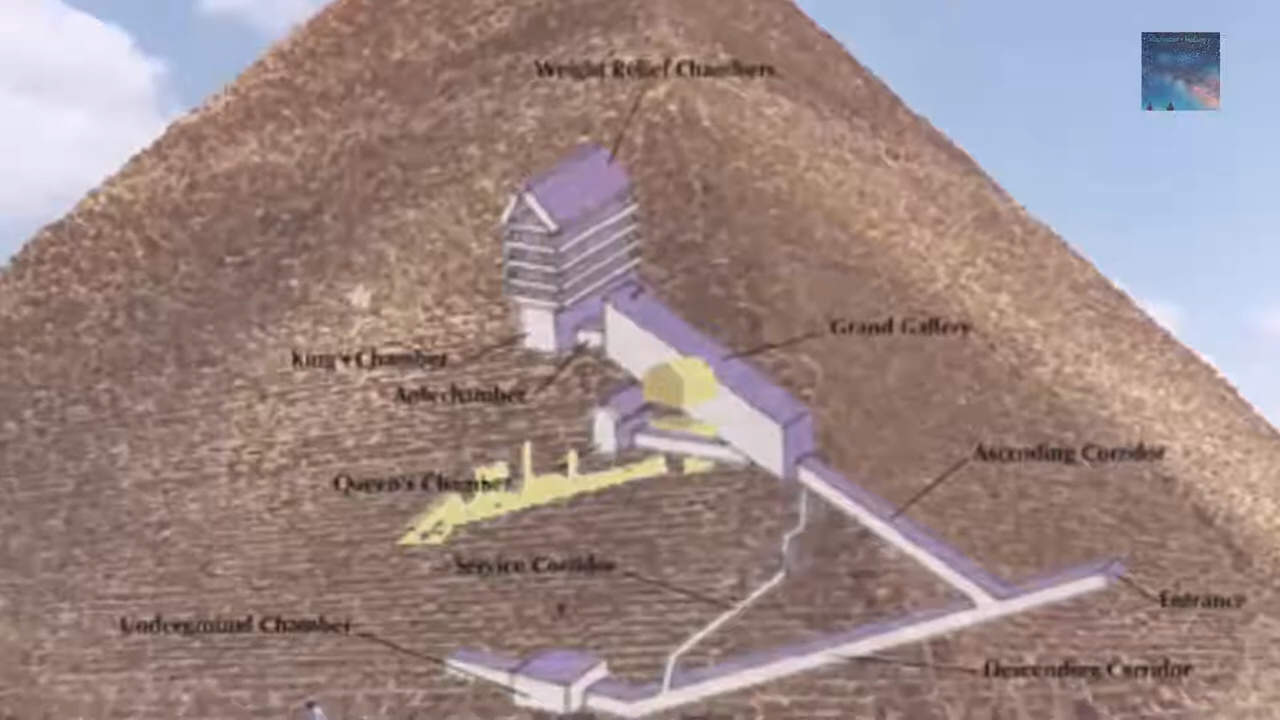 Weight Relief Chambers
Grand Gallery
King's Chamber
Antechamber
Ascending Corridor
Queen's Chamber
Service Corridor
Entrance
Underground Chamber
Descending Corridor